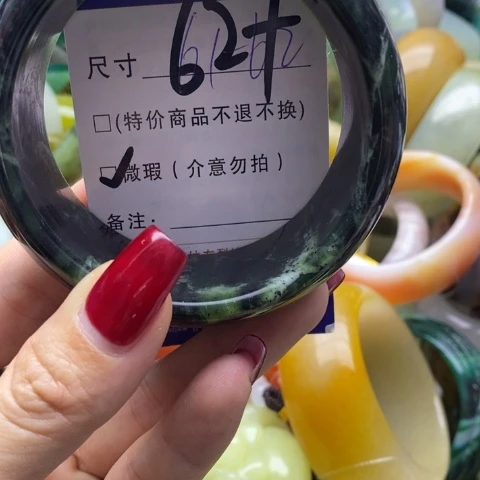 尺寸 62+
□(特价商品不退不换)
☑微瑕(介意勿拍)
备注: